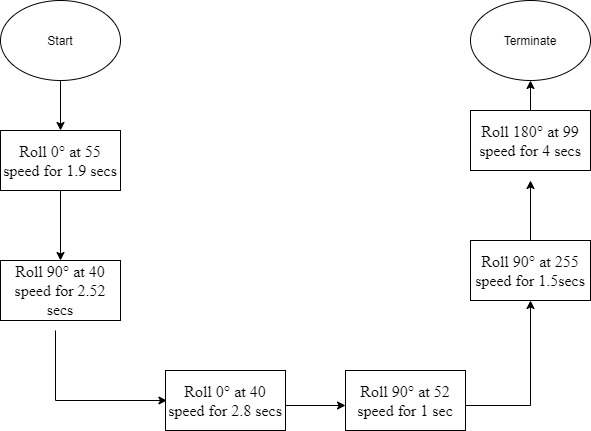 Start
Roll 0° at 55
speed for 1.9 secs
Roll 90° at 40
speed for 2.52
secs
Roll 0° at 40
speed for 2.8 secs
Roll 90° at 52
speed for 1 sec
Roll 90° at 255
speed for 1.5secs
Roll 180° at 99
speed for 4 secs
Terminate